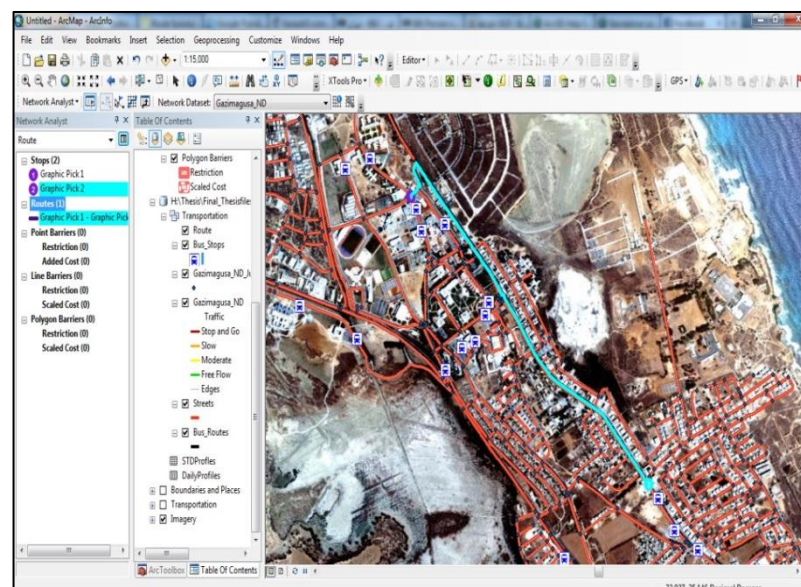 Untitled - ArcMap - ArcInfo
File Edit View Bookmarks Insert Selection Geoprocessing Customize Windows Help
1:15,000 Editor
XTools Pro GPS
Network Analyst Network Dataset: Gazimagusa_ND
Network Analyst
Route
Stops (2)
1 Graphic Pick 1
2 Graphic Pick 2
Routes (1)
Graphic Pick 1 - Graphic Pick
Point Barriers (0)
Restriction (0)
Added Cost (0)
Line Barriers (0)
Restriction (0)
Scaled Cost (0)
Polygon Barriers (0)
Restriction (0)
Scaled Cost (0)
Table Of Contents
Polygon Barriers
Restriction
Scaled Cost
H:\Thesis\Final_Thesisfiles
Transportation
Route
Bus_Stops
Gazimagusa_ND_Ju
Gazimagusa_ND
Traffic
Stop and Go
Slow
Moderate
Free Flow
Edges
Streets
Bus_Routes
STDProfiles
DailyProfiles
Boundaries and Places
Transportation
Imagery
ArcToolbox Table Of Contents